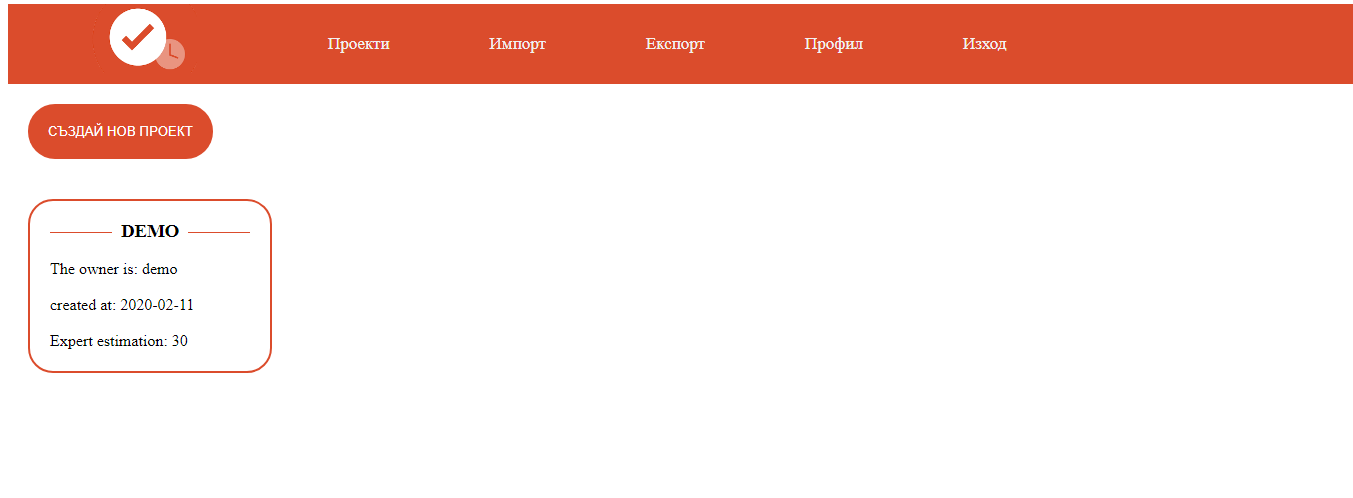 Проекти Импорт Експорт Профил Изход
СЪЗДАЙ НОВ ПРОЕКТ
DEMO
The owner is: demo
created at: 2020-02-11
Expert estimation: 30